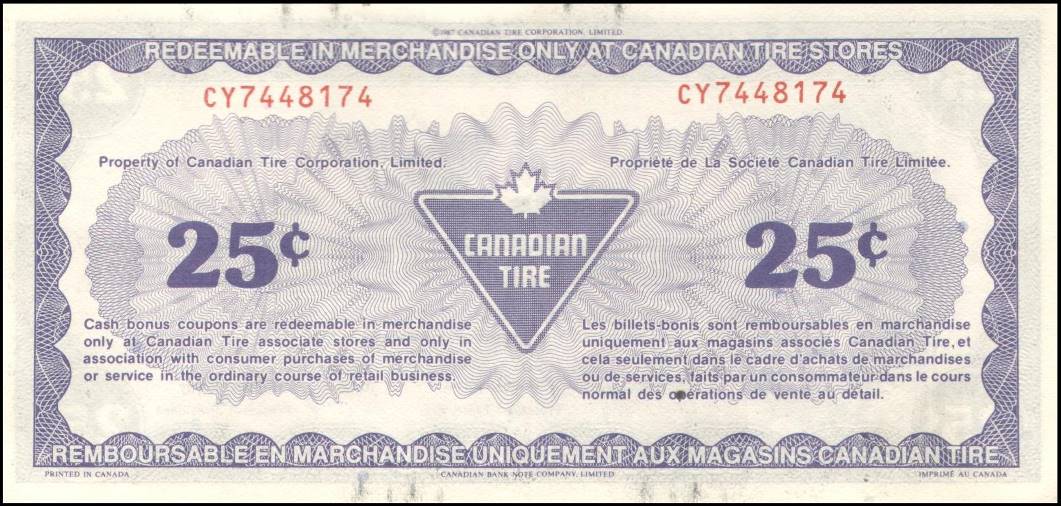 ©1987 CANADIAN TIRE CORPORATION, LIMITED.
REDEEMABLE IN MERCHANDISE ONLY AT CANADIAN TIRE STORES
CY7448174
CY7448174
Property of Canadian Tire Corporation, Limited.
Propriété de La Société Canadian Tire Limitée.
25¢
CANADIAN
TIRE
25¢
Cash bonus coupons are redeemable in merchandise
only at Canadian Tire associate stores and only in
association with consumer purchases of merchandise
or service in the ordinary course of retail business.
Les billets-bonis sont remboursables en marchandise
uniquement aux magasins associés Canadian Tire, et
cela seulement dans le cadre d'achats de marchandises
ou de services, faits par un consommateur dans le cours
normal des opérations de vente au détail.
REMBOURSABLE EN MARCHANDISE UNIQUEMENT AUX MAGASINS CANADIAN TIRE
PRINTED IN CANADA
CANADIAN BANK NOTE COMPANY, LIMITED
IMPRIMÉ AU CANADA